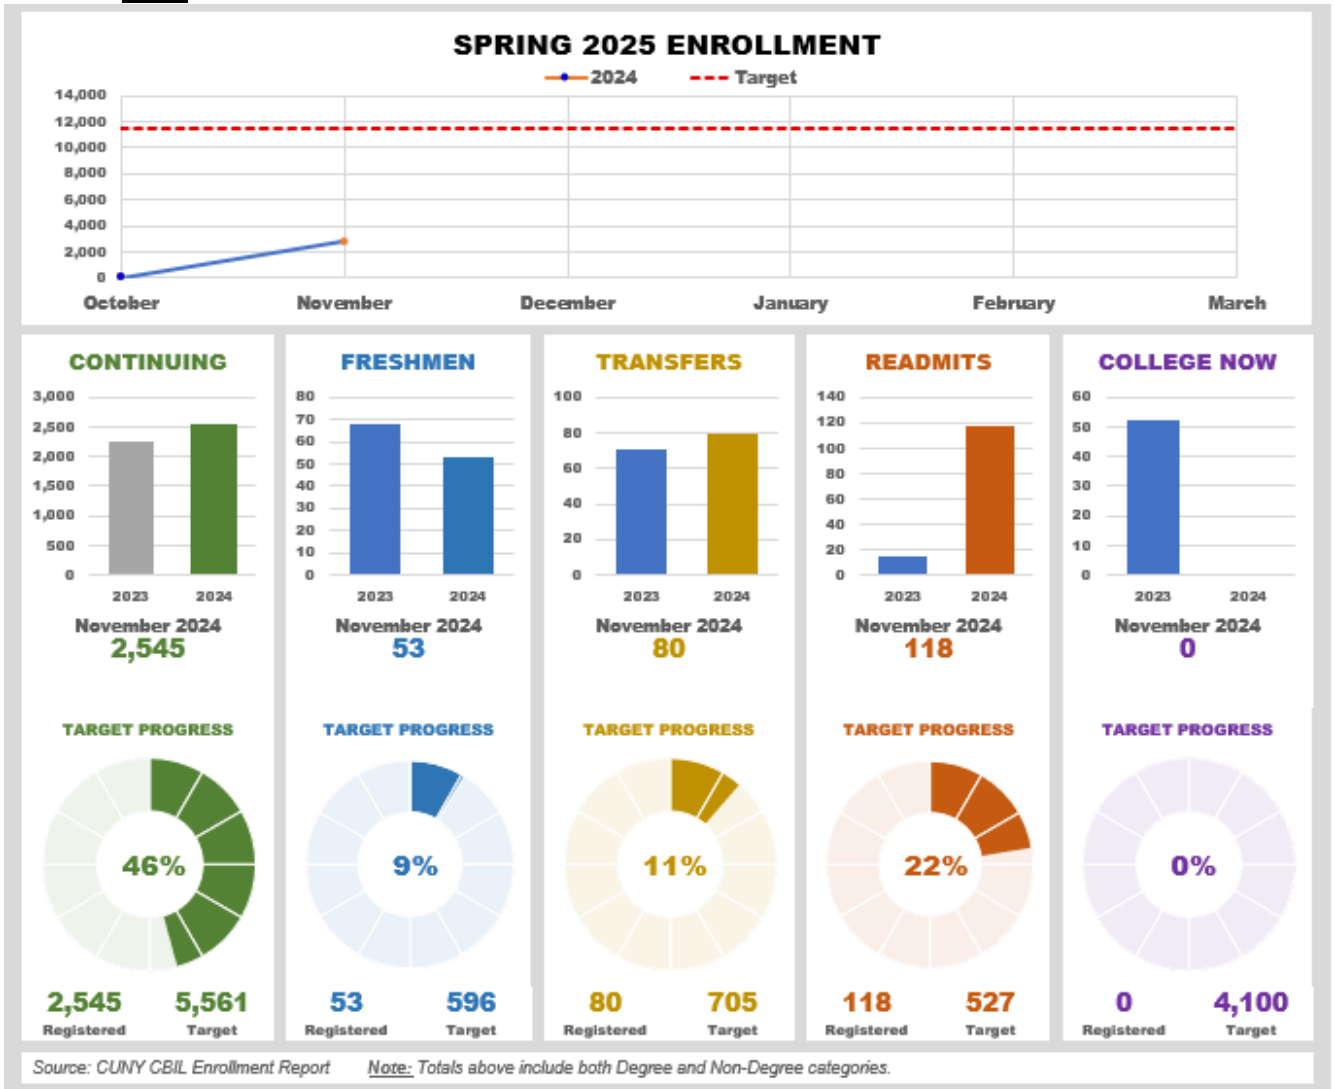 SPRING 2025 ENROLLMENT
2024 Target
14,000
12,000
10,000
8,000
6,000
4,000
2,000
0
October November December January February March
CONTINUING
3,000
2,500
2,000
1,500
1,000
500
0
2023 2024
November 2024
2,545
TARGET PROGRESS
46%
2,545 5,561
Registered Target
FRESHMEN
80
70
60
50
40
30
20
10
0
2023 2024
November 2024
53
TARGET PROGRESS
9%
53 596
Registered Target
TRANSFERS
100
80
60
40
20
0
2023 2024
November 2024
80
TARGET PROGRESS
11%
80 705
Registered Target
READMITS
140
120
100
80
60
40
20
0
2023 2024
November 2024
118
TARGET PROGRESS
22%
118 527
Registered Target
COLLEGE NOW
60
50
40
30
20
10
0
2023 2024
November 2024
0
TARGET PROGRESS
0%
0 4,100
Registered Target
Source: CUNY CBIL Enrollment Report Note: Totals above include both Degree and Non-Degree categories.